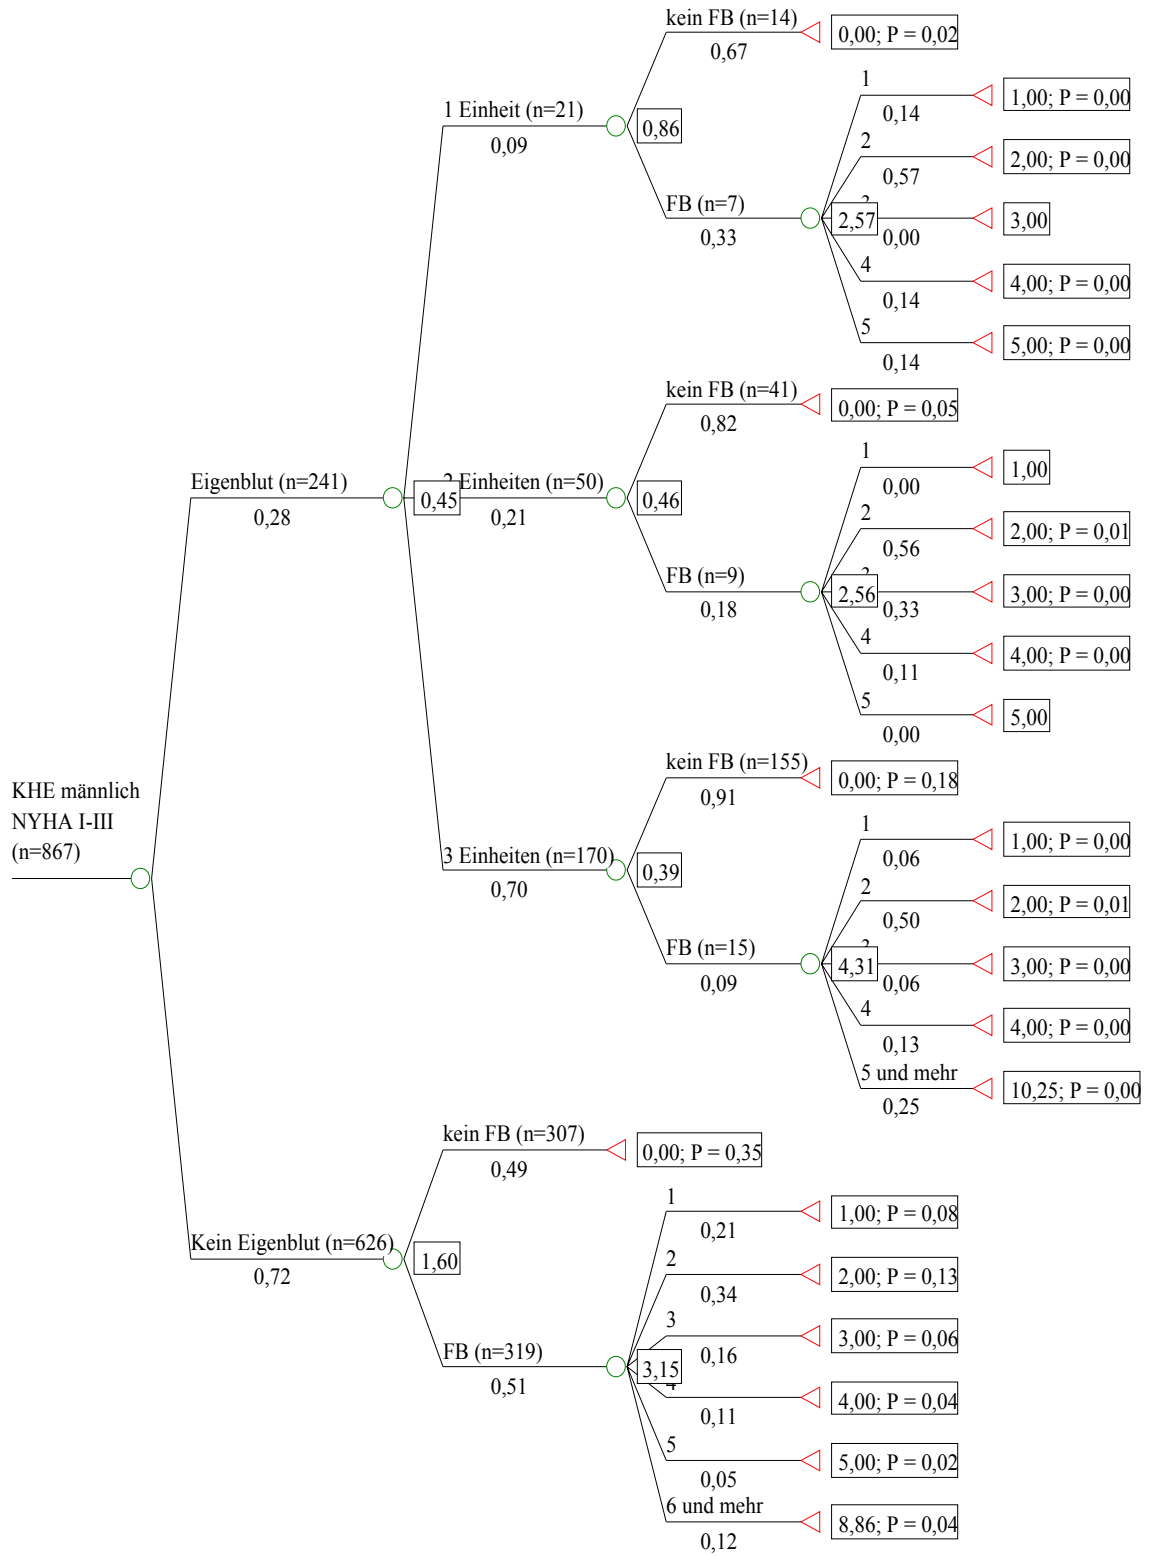 kein FB (n=14)
0,67
0,00; P = 0,02
1 Einheit (n=21)
0,09
0,86
1
0,14
1,00; P = 0,00
2
0,57
2,00; P = 0,00
FB (n=7)
0,33
2,57
0,00
3,00
4
0,14
4,00; P = 0,00
5
0,14
5,00; P = 0,00
kein FB (n=41)
0,82
0,00; P = 0,05
Eigenblut (n=241)
0,28
0,45
2 Einheiten (n=50)
0,21
0,46
1
0,00
1,00
2
0,56
2,00; P = 0,01
FB (n=9)
0,18
2,56
0,33
3,00; P = 0,00
4
0,11
4,00; P = 0,00
5
0,00
5,00
kein FB (n=155)
0,91
0,00; P = 0,18
KHE männlich
NYHA I-III
(n=867)
3 Einheiten (n=170)
0,70
0,39
1
0,06
1,00; P = 0,00
2
0,50
2,00; P = 0,01
FB (n=15)
0,09
4,31
0,06
3,00; P = 0,00
4
0,13
4,00; P = 0,00
5 und mehr
0,25
10,25; P = 0,00
kein FB (n=307)
0,49
0,00; P = 0,35
Kein Eigenblut (n=626)
0,72
1,60
1
0,21
1,00; P = 0,08
2
0,34
2,00; P = 0,13
3
0,16
3,00; P = 0,06
FB (n=319)
0,51
3,15
4
0,11
4,00; P = 0,04
5
0,05
5,00; P = 0,02
6 und mehr
0,12
8,86; P = 0,04